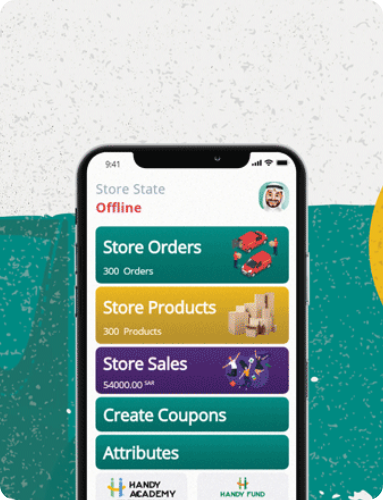 9:41
Store State
Offline
Store Orders
300 Orders
Store Products
300 Products
Store Sales
54000.00 SAR
Create Coupons
Attributes
HANDY
ACADEMY
HANDY FUND